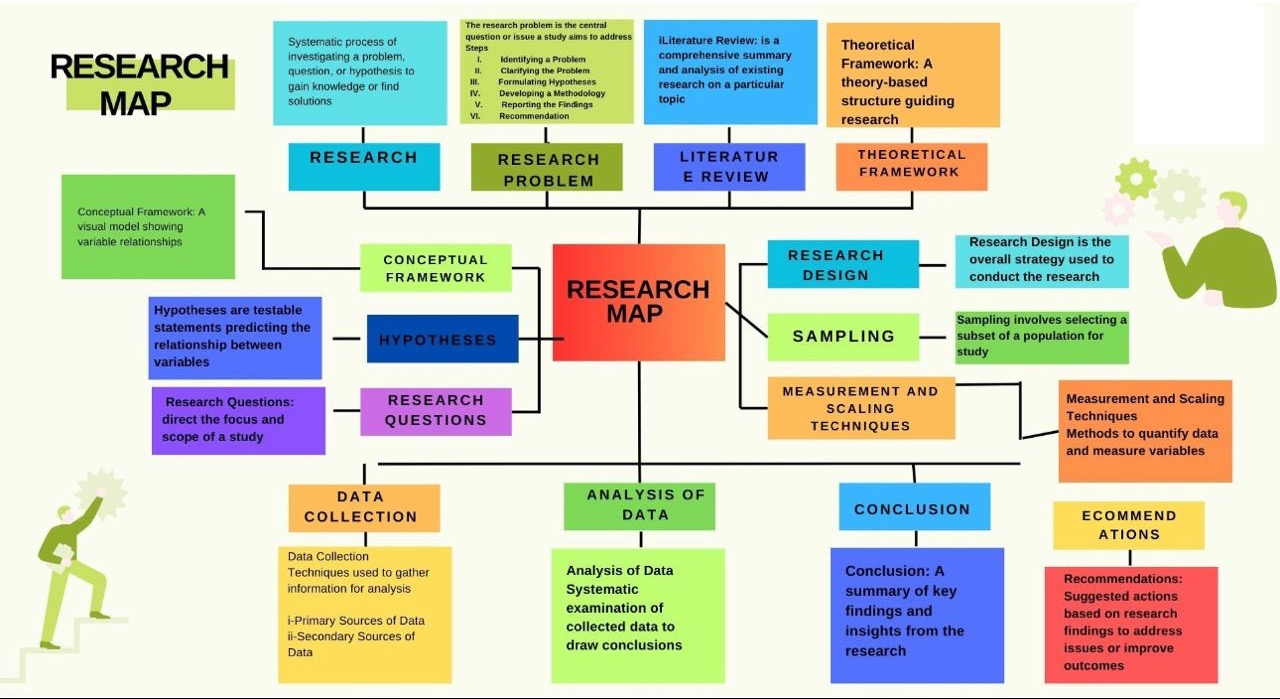 RESEARCH
MAP
Systematic process of
investigating a problem,
question, or hypothesis to
gain knowledge or find
solutions
The research problem is the central
question or issue a study aims to address
Steps
I. Identifying a Problem
II. Clarifying the Problem
III. Formulating Hypotheses
IV. Developing a Methodology
V. Reporting the Findings
VI. Recommendation
iLiterature Review: is a
comprehensive summary
and analysis of existing
research on a particular
topic
Theoretical
Framework: A
theory-based
structure guiding
research
RESEARCH
RESEARCH
PROBLEM
LITERATUR
E REVIEW
THEORETICAL
FRAMEWORK
Conceptual Framework: A
visual model showing
variable relationships
CONCEPTUAL
FRAMEWORK
RESEARCH
MAP
RESEARCH
DESIGN
Research Design is the
overall strategy used to
conduct the research
Hypotheses are testable
statements predicting the
relationship between
variables
HYPOTHESES
SAMPLING
Sampling involves selecting a
subset of a population for
study
Research Questions:
direct the focus and
scope of a study
RESEARCH
QUESTIONS
MEASUREMENT AND
SCALING
TECHNIQUES
Measurement and Scaling
Techniques
Methods to quantify data
and measure variables
DATA
COLLECTION
ANALYSIS OF
DATA
CONCLUSION
ECOMMEND
ATIONS
Data Collection
Techniques used to gather
information for analysis
i-Primary Sources of Data
ii-Secondary Sources of
Data
Analysis of Data
Systematic
examination of
collected data to
draw conclusions
Conclusion: A
summary of key
findings and
insights from the
research
Recommendations:
Suggested actions
based on research
findings to address
issues or improve
outcomes